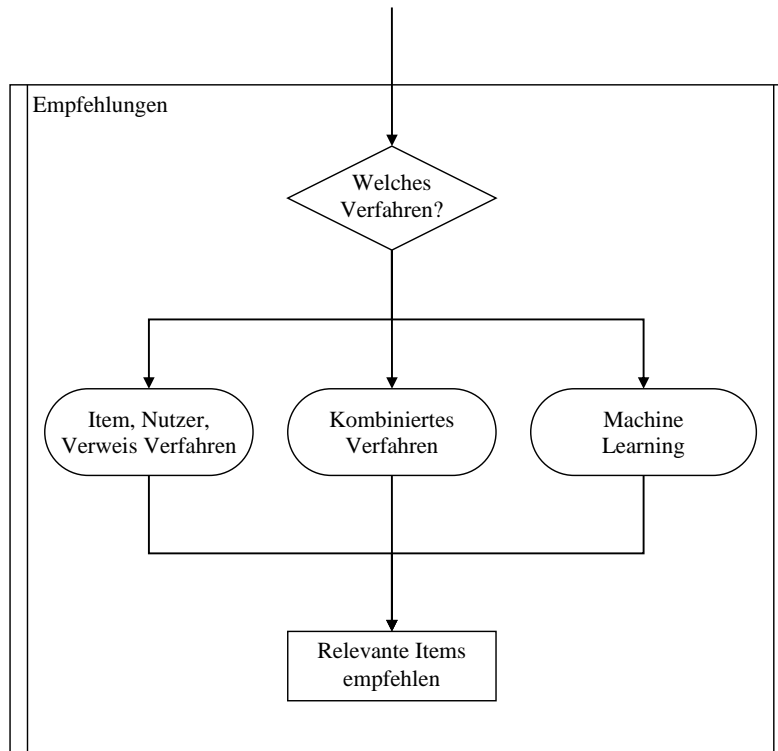 Empfehlungen
Welches
Verfahren?
Item, Nutzer,
Verweis Verfahren
Kombiniertes
Verfahren
Machine
Learning
Relevante Items
empfehlen